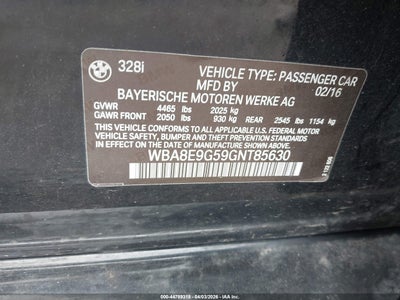 328i
VEHICLE TYPE: PASSENGER CAR
MFD BY 02/16
BAYERISCHE MOTOREN WERKE AG
GVWR 4465 lbs 2025 kg
GAWR FRONT 2050 lbs 930 kg GAWR REAR 2545 lbs 1154 kg
THIS VEHICLE CONFORMS TO ALL APPLICABLE U.S. FEDERAL MOTOR
VEHICLE SAFETY, BUMPER, AND THEFT PREVENTION STANDARDS IN
EFFECT ON THE DATE OF MANUFACTURE SHOWN ABOVE.
WBA8E9G59GNT85630